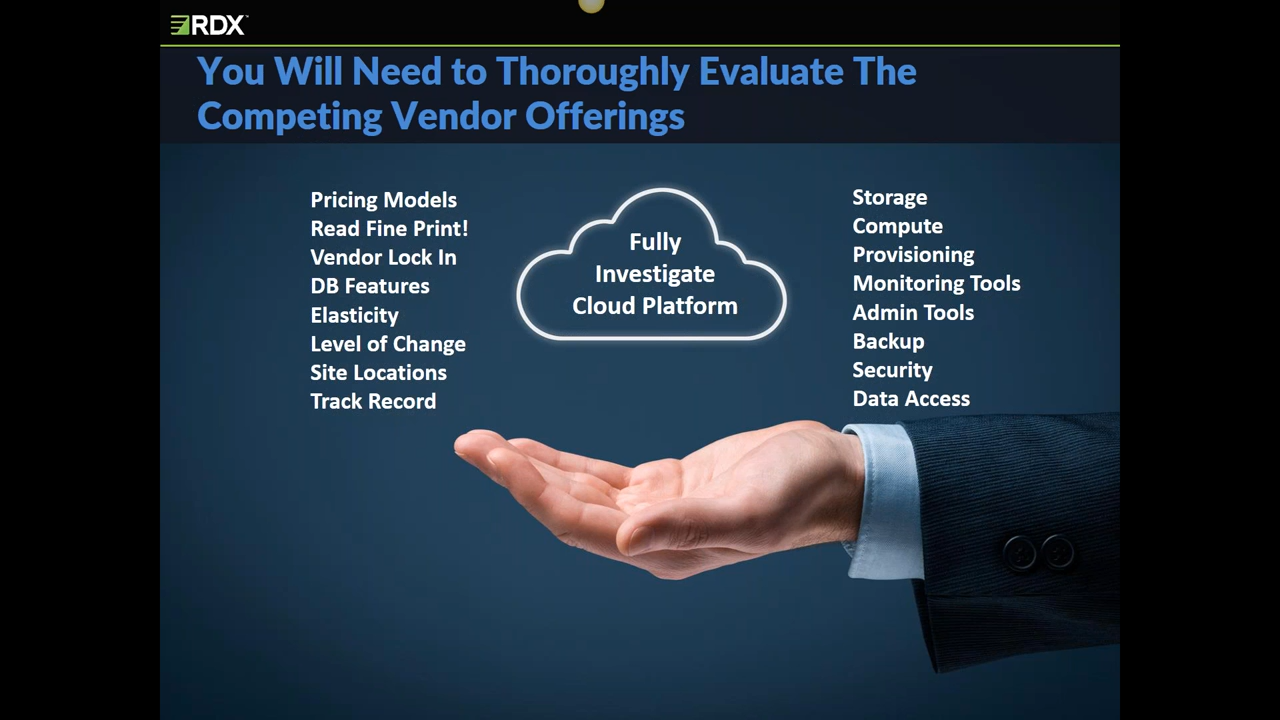 RDX
You Will Need to Thoroughly Evaluate The
Competing Vendor Offerings
Pricing Models
Read Fine Print!
Vendor Lock In
DB Features
Elasticity
Level of Change
Site Locations
Track Record
Fully
Investigate
Cloud Platform
Storage
Compute
Provisioning
Monitoring Tools
Admin Tools
Backup
Security
Data Access